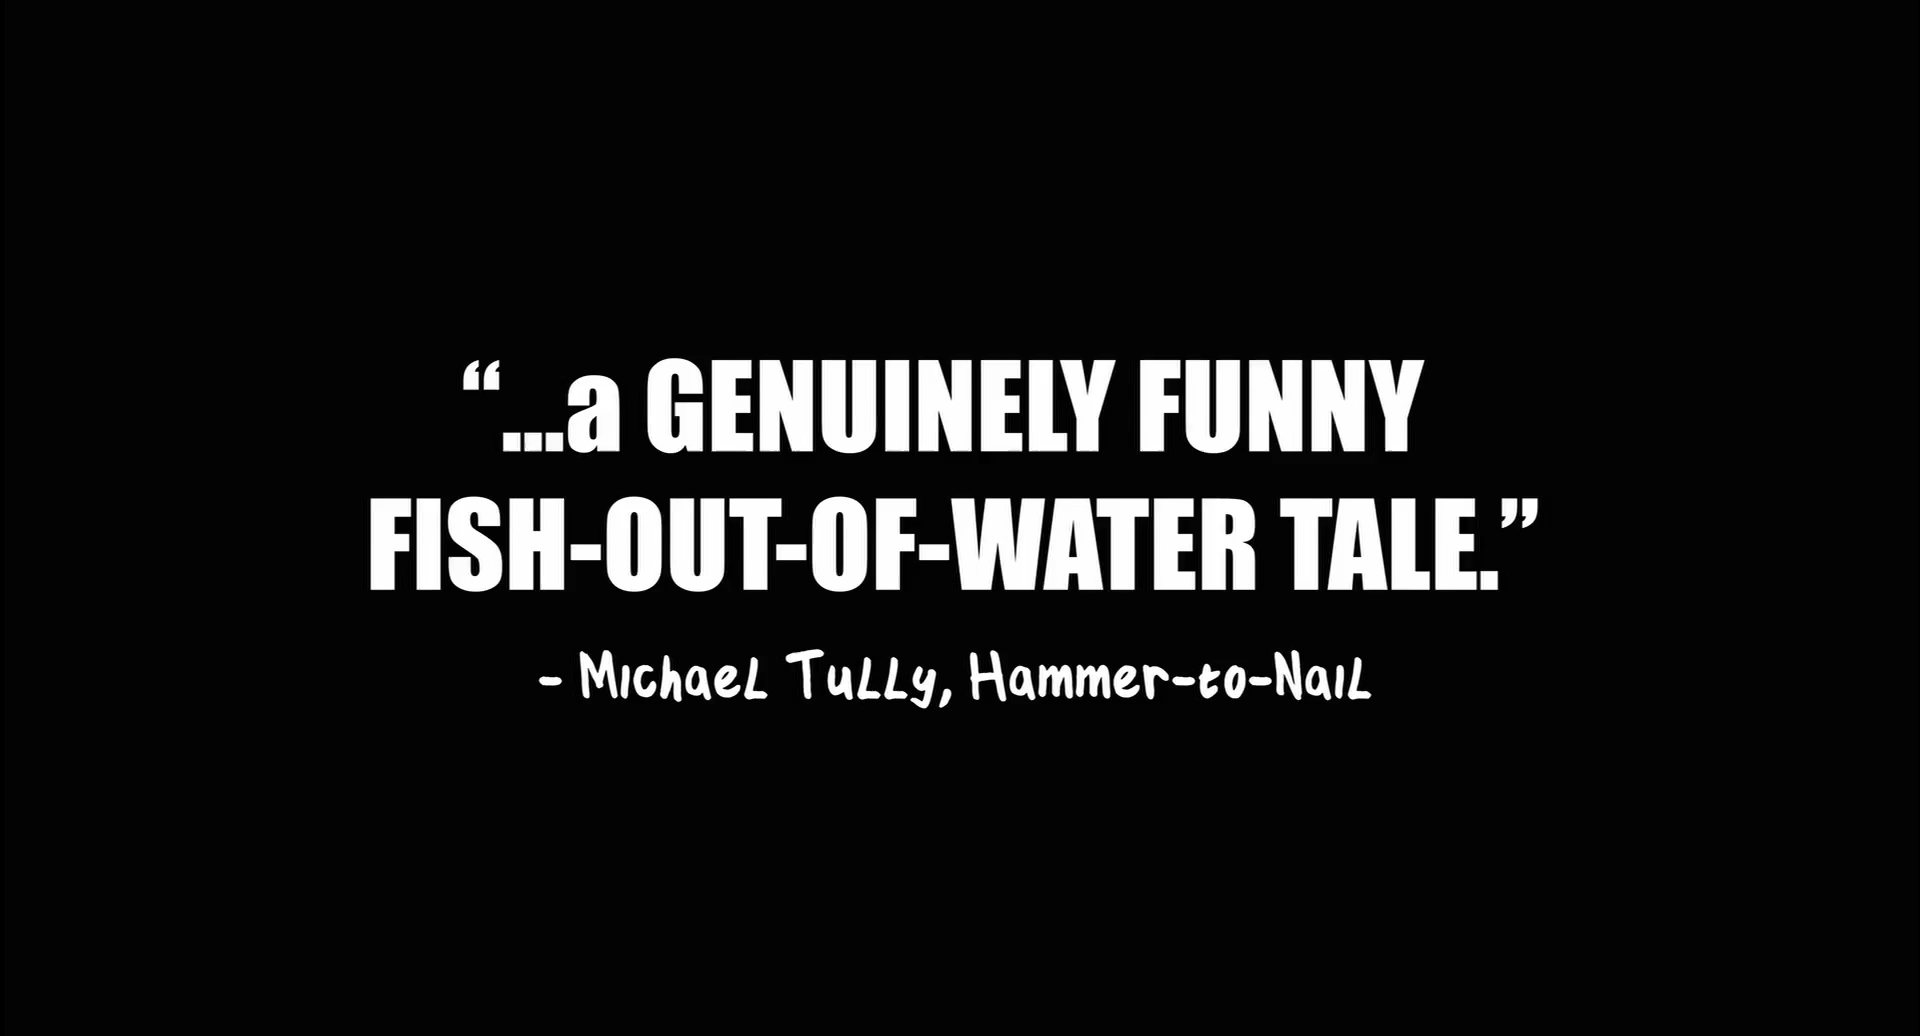 “...a GENUINELY FUNNY
FISH-OUT-OF-WATER TALE.”
- Michael Tully, Hammer-to-Nail